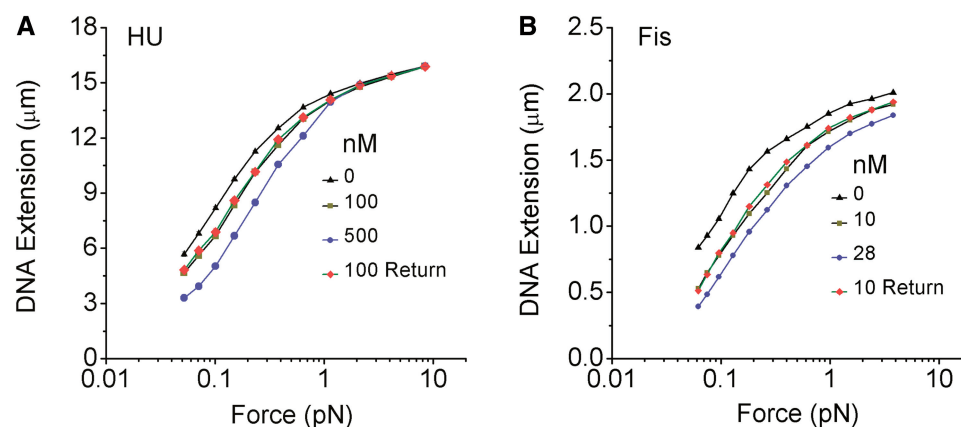 A
HU
18
15
12
9
6
3
0
DNA Extension (μm)
nM
0
100
500
100 Return
0.01
0.1
1
10
Force (pN)
B
Fis
2.5
2.0
1.5
1.0
0.5
0.0
DNA Extension (μm)
nM
0
10
28
10 Return
0.01
0.1
1
10
Force (pN)